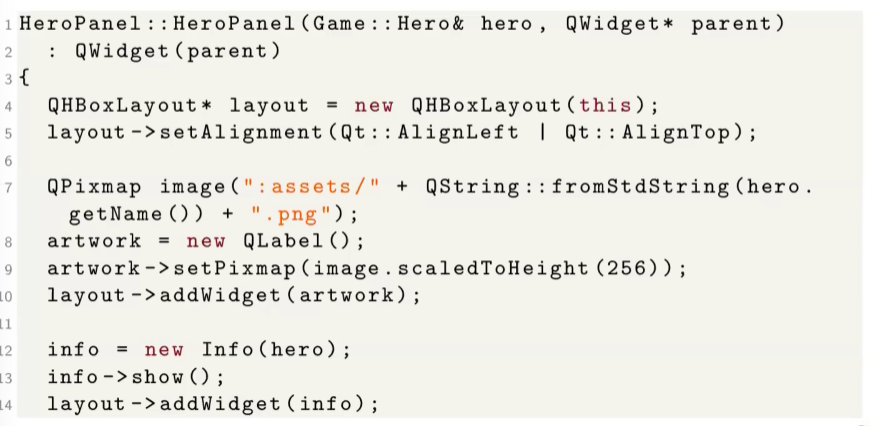 1 HeroPanel::HeroPanel(Game::Hero& hero, QWidget* parent)
2     : QWidget(parent)
3 {
4     QHBoxLayout* layout = new QHBoxLayout(this);
5     layout->setAlignment(Qt::AlignLeft | Qt::AlignTop);
6
7     QPixmap image(":assets/" + QString::fromStdString(hero.
      getName()) + ".png");
8     artwork = new QLabel();
9     artwork->setPixmap(image.scaledToHeight(256));
10     layout->addWidget(artwork);
11
12     info = new Info(hero);
13     info->show();
14     layout->addWidget(info);